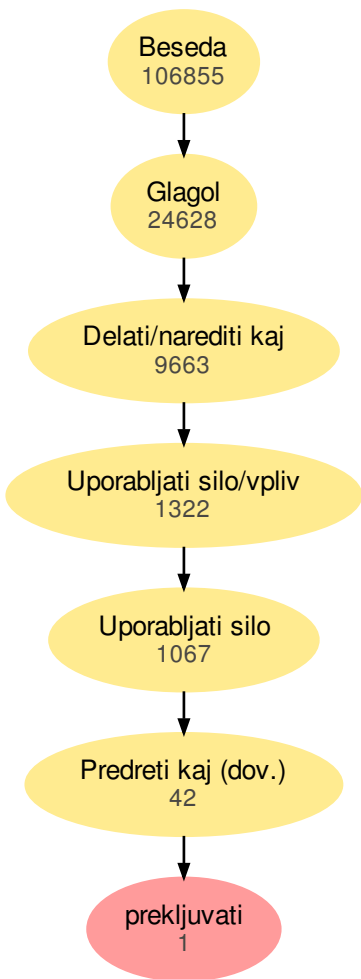 Beseda
106855
Glagol
24628
Delati/narediti kaj
9663
Uporabljati silo/vpliv
1322
Uporabljati silo
1067
Predreti kaj (dov.)
42
prekljuvati
1